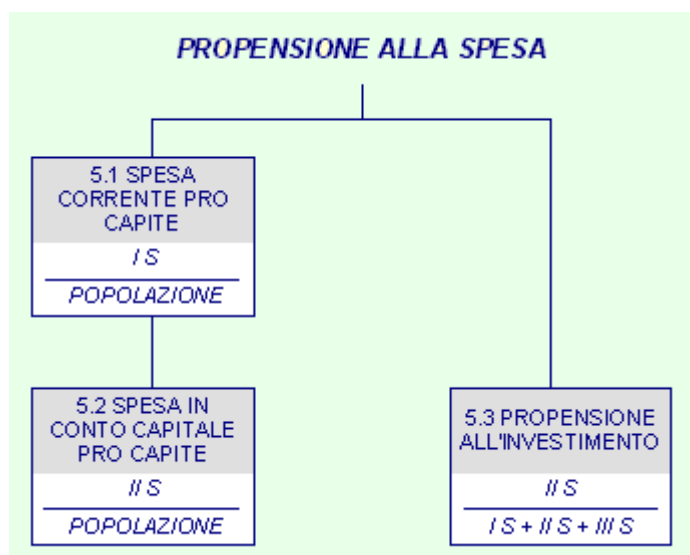 PROPENSIONE ALLA SPESA
5.1 SPESA
CORRENTE PRO
CAPITE
I S
POPOLAZIONE
5.2 SPESA IN
CONTO CAPITALE
PRO CAPITE
II S
POPOLAZIONE
5.3 PROPENSIONE
ALL'INVESTIMENTO
II S
I S + II S + III S